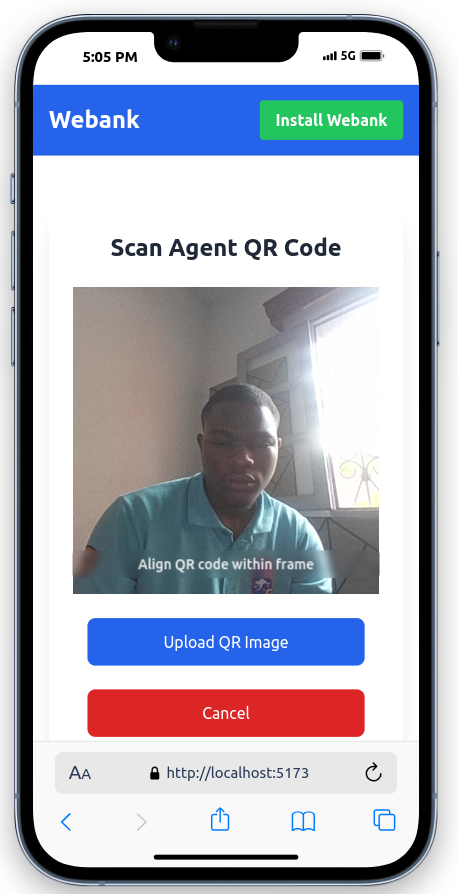 5:05 PM
5G
Webank
Install Webank
Scan Agent QR Code
Align QR code within frame
Upload QR Image
Cancel
AA
http://localhost:5173